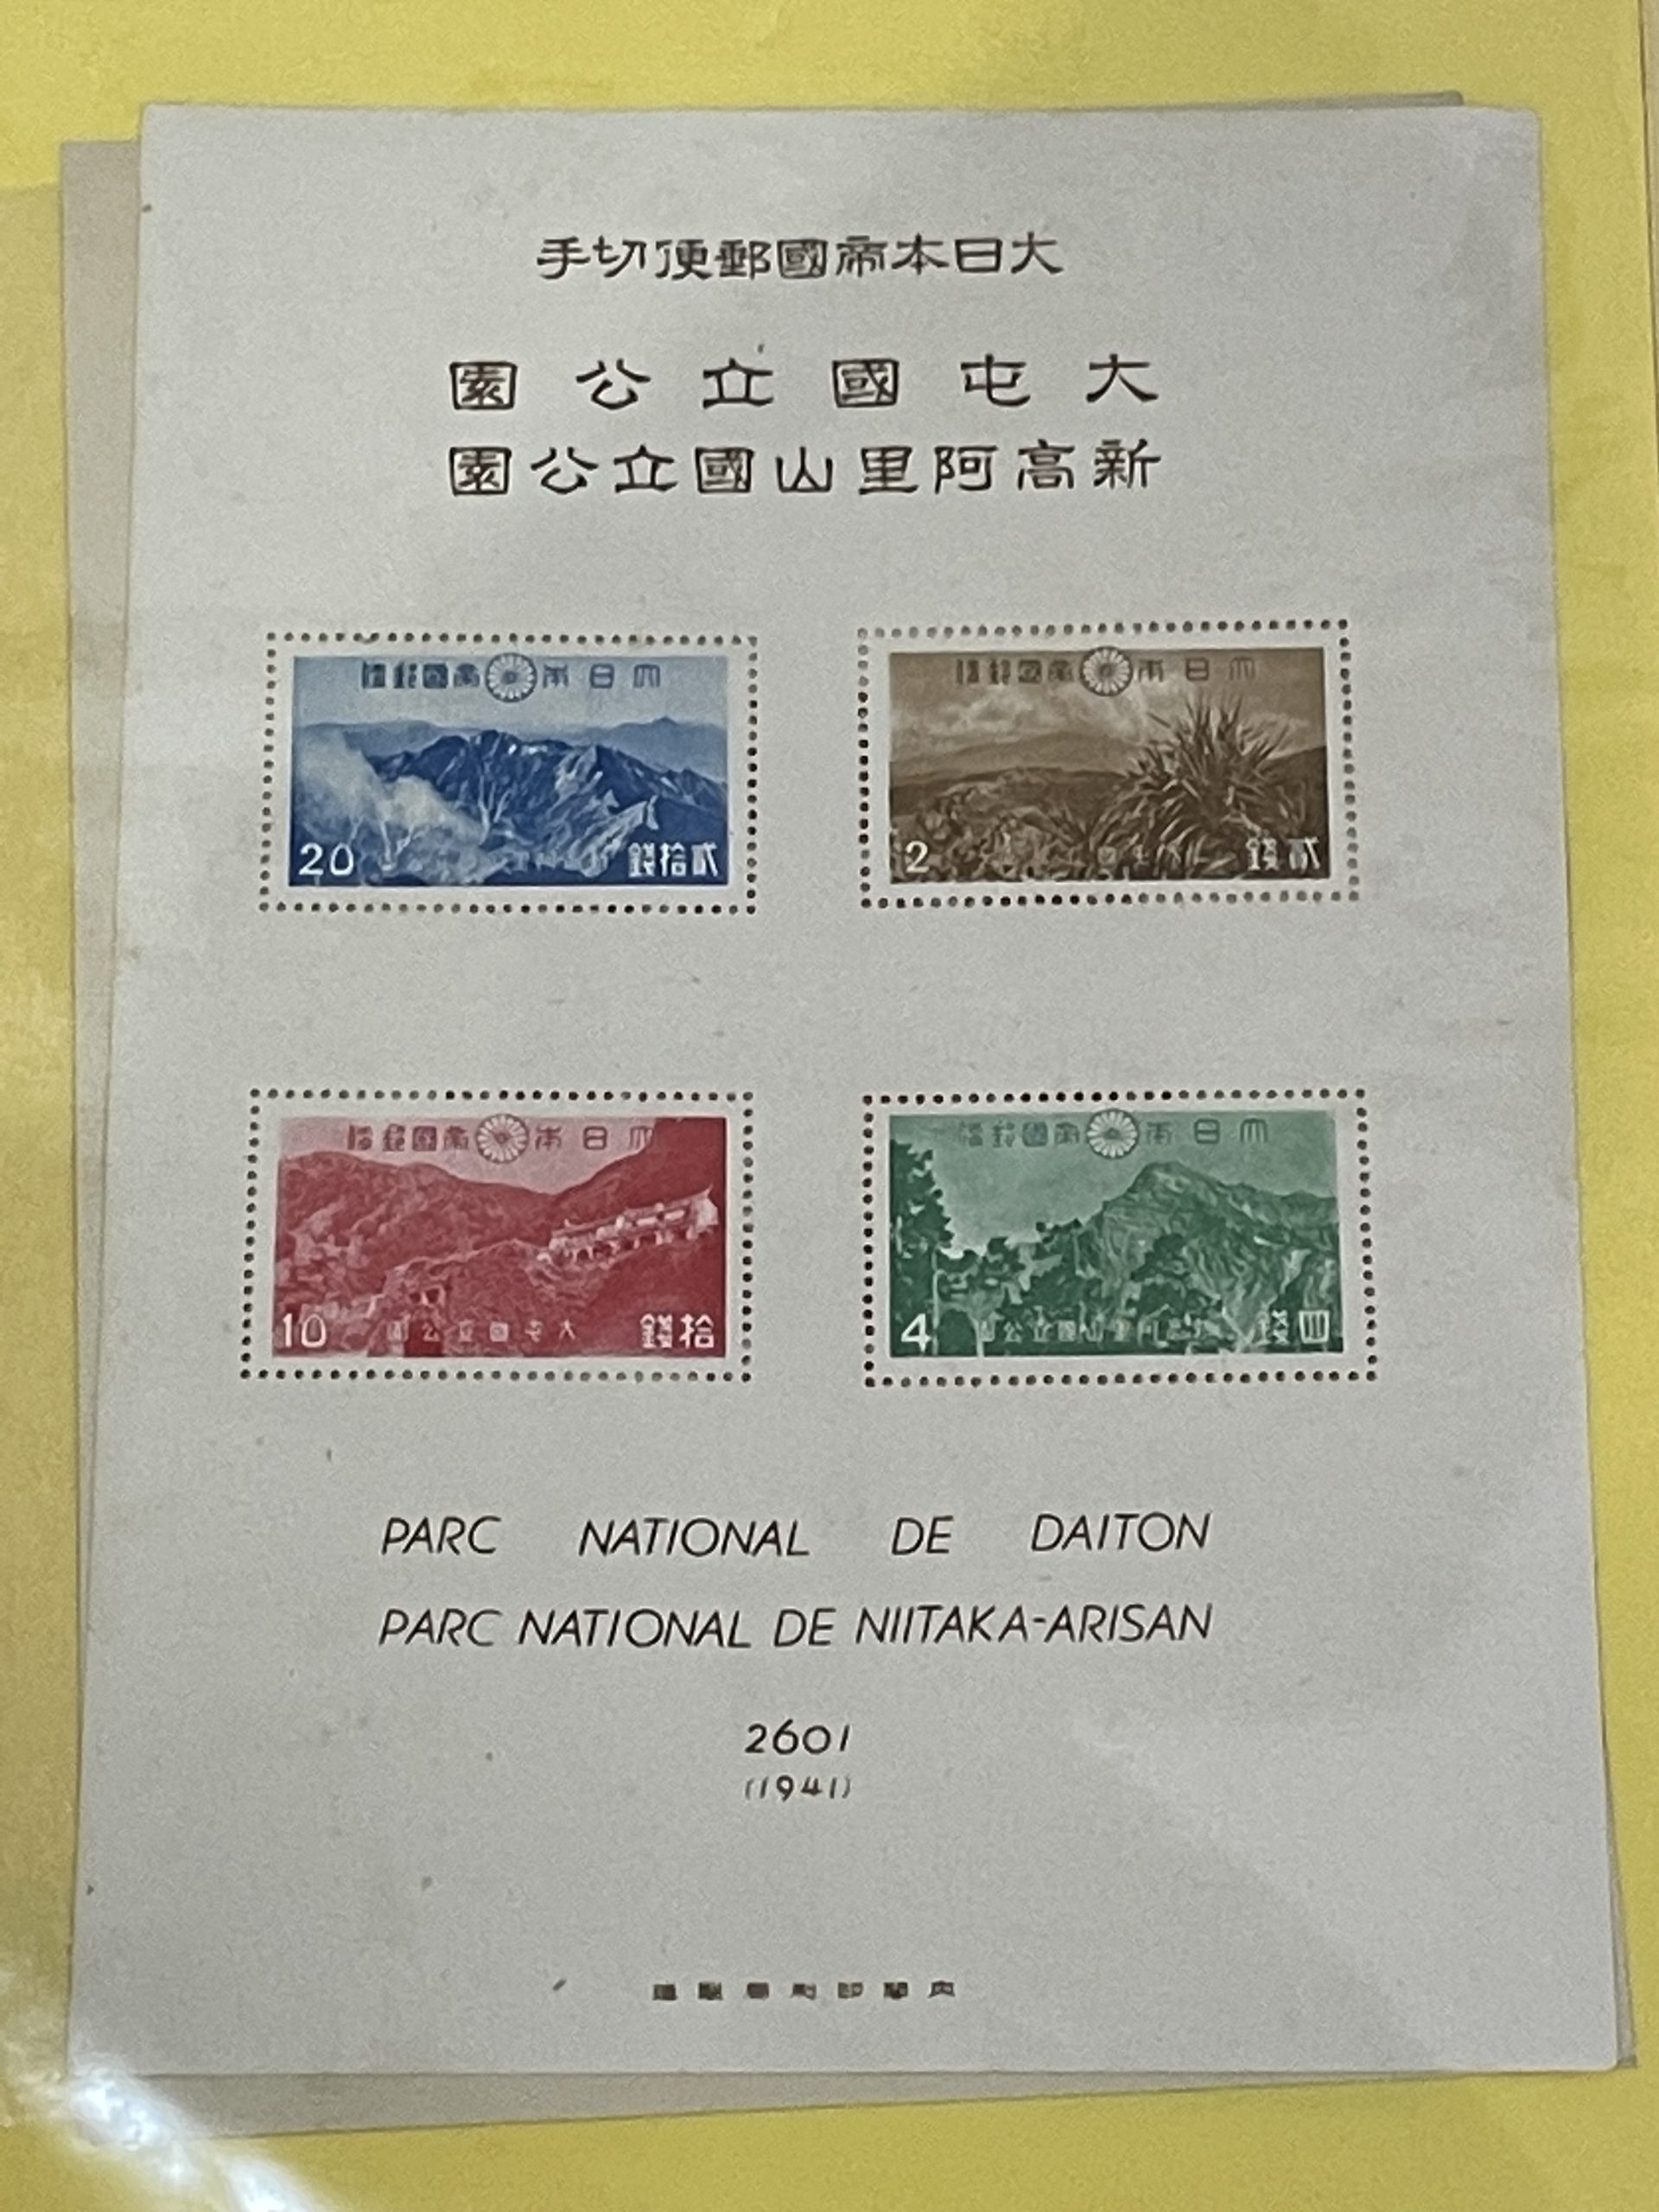 大日本帝國郵便切手
大屯國立公園
新高阿里山國立公園
大日本帝國郵便
20 貳拾錢
大日本帝國郵便
2 貳錢
大日本帝國郵便
10 大屯國立公園 拾錢
大日本帝國郵便
4 新高阿里山國立公園 四錢
PARC NATIONAL DE DAITON
PARC NATIONAL DE NIITAKA-ARISAN
2601
(1941)
內閣印刷局製造